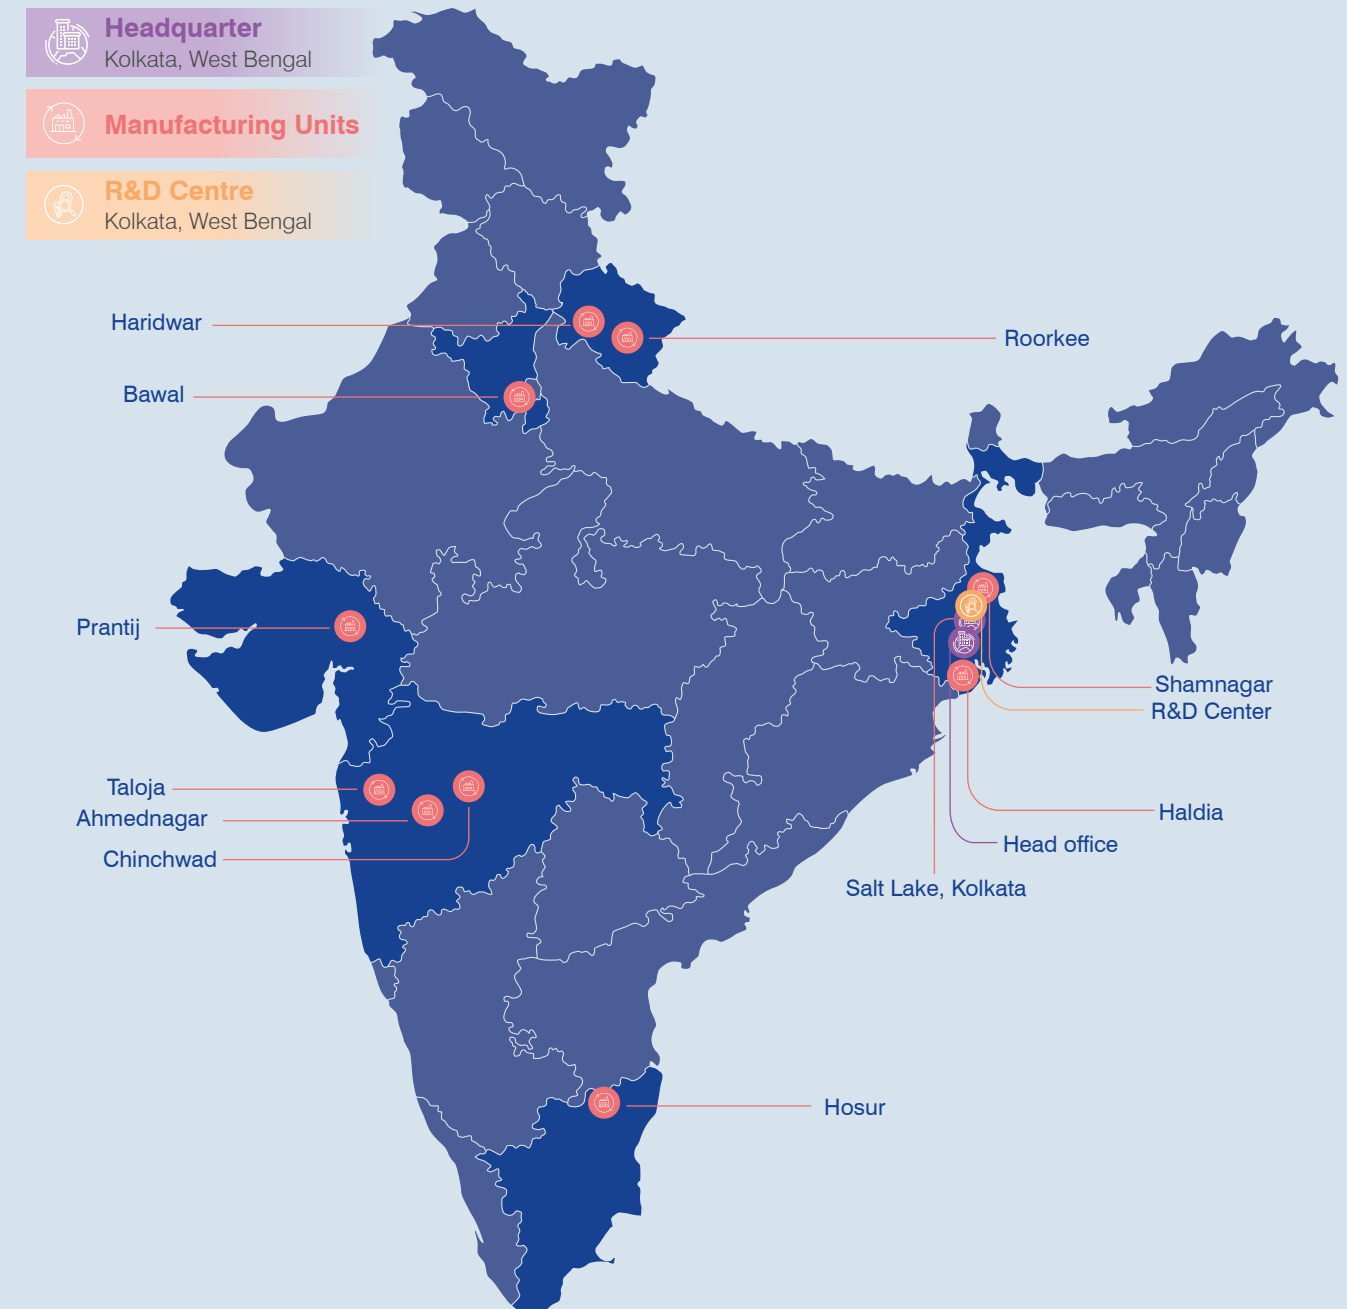 Headquarter
Kolkata, West Bengal
Manufacturing Units
R&D Centre
Kolkata, West Bengal
Haridwar
Roorkee
Bawal
Prantij
Shamnagar
R&D Center
Taloja
Ahmednagar
Haldia
Head office
Chinchwad
Salt Lake, Kolkata
Hosur